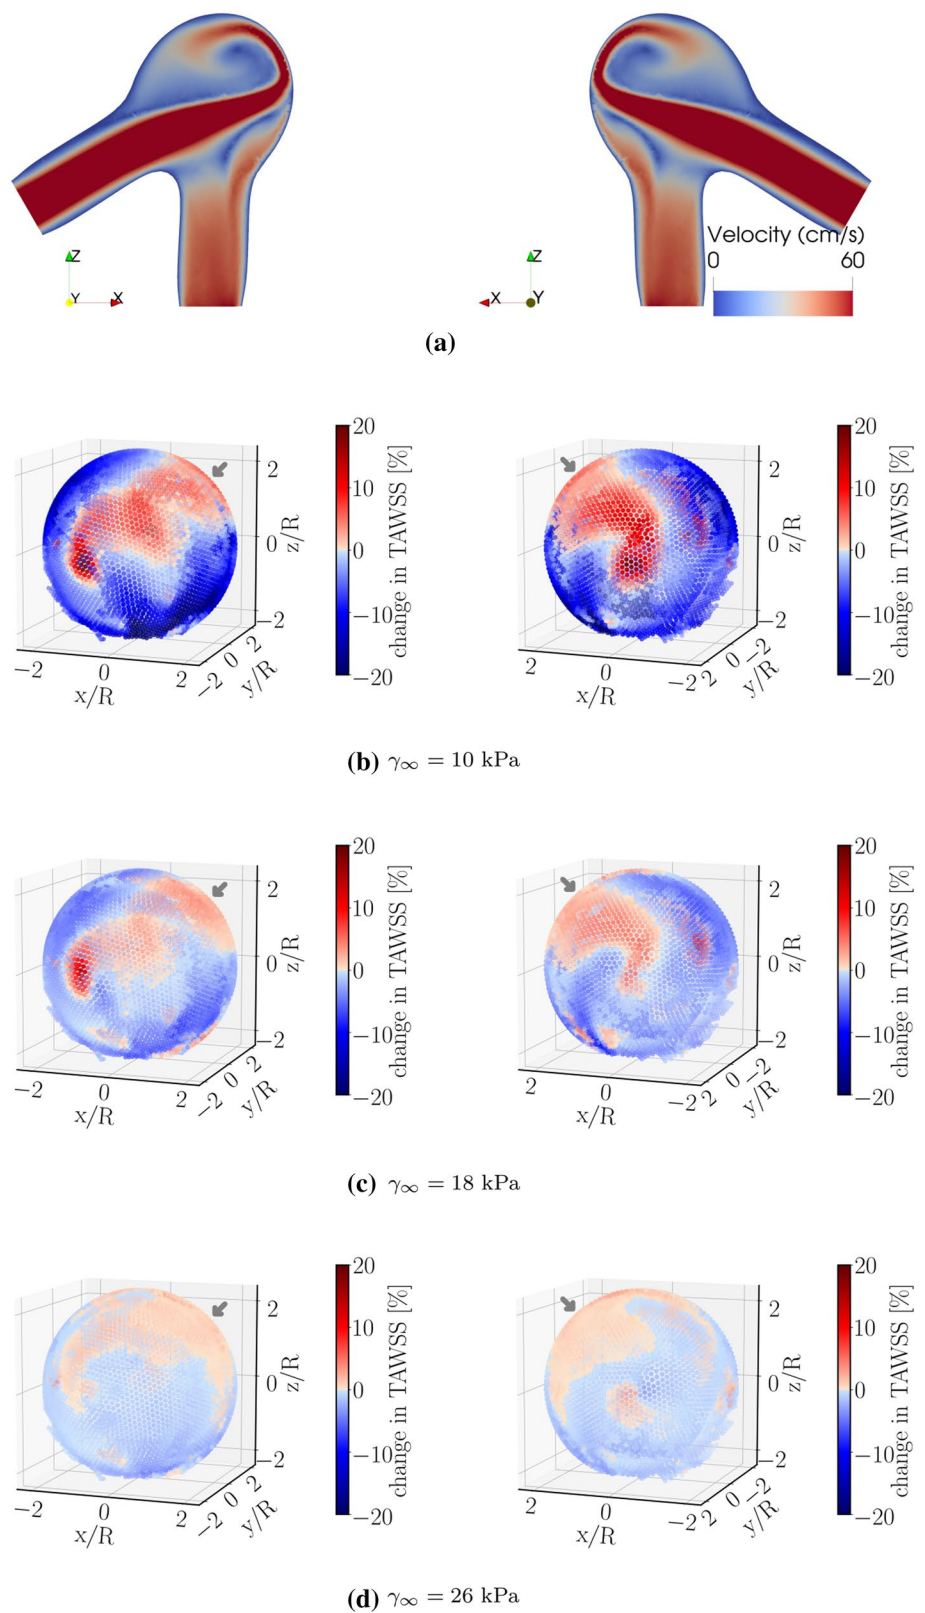 Velocity (cm/s)
0 60
Z
Y X
Z
X Y
(a)
20
10
0
−10
−20
change in TAWSS [%]
2
0
−2
z/R
−2 0 2
x/R
−2 0 2
y/R
20
10
0
−10
−20
change in TAWSS [%]
2
0
−2
z/R
2 0 −2
x/R
2 0 −2
y/R
(b) γ∞ = 10 kPa
20
10
0
−10
−20
change in TAWSS [%]
2
0
−2
z/R
−2 0 2
x/R
−2 0 2
y/R
20
10
0
−10
−20
change in TAWSS [%]
2
0
−2
z/R
2 0 −2
x/R
2 0 −2
y/R
(c) γ∞ = 18 kPa
20
10
0
−10
−20
change in TAWSS [%]
2
0
−2
z/R
−2 0 2
x/R
−2 0 2
y/R
20
10
0
−10
−20
change in TAWSS [%]
2
0
−2
z/R
2 0 −2
x/R
2 0 −2
y/R
(d) γ∞ = 26 kPa